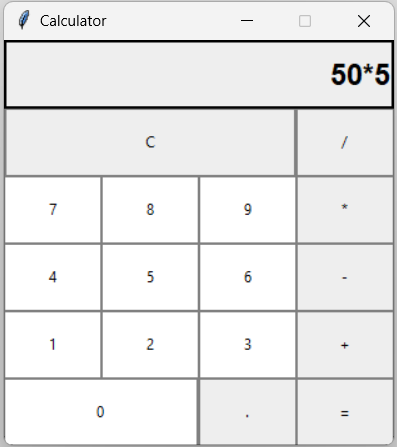 Calculator
50*5
C /
7 8 9 *
4 5 6 -
1 2 3 +
0 . =